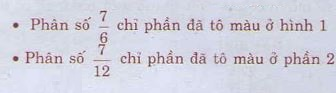 • Phân số 7/6 chỉ phần đã tô màu ở hình 1
• Phân số 7/12 chỉ phần đã tô màu ở phần 2